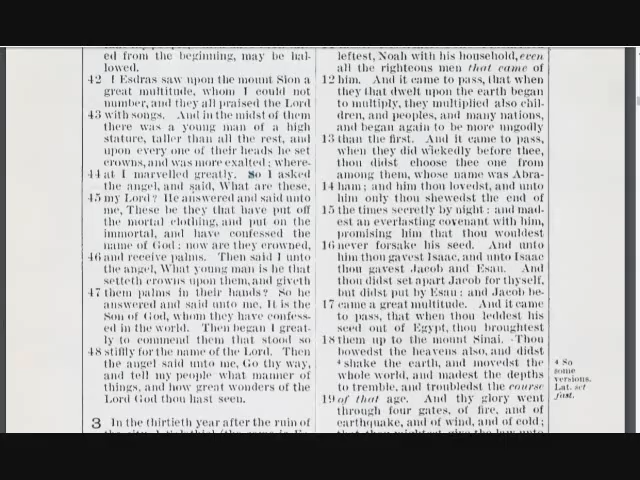 ed from the beginning, may be hal-
lowed.
42 I Esdras saw upon the mount Sion a
great multitude, whom I could not
number, and they all praised the Lord
43 with songs. And in the midst of them
there was a young man of a high
stature, taller than all the rest, and
upon every one of their heads he set
crowns, and was more exalted; where-
44 at I marvelled greatly. So I asked
the angel, and said, What are these,
45 my Lord? He answered and said unto
me, These be they that have put off
the mortal clothing, and put on the
immortal, and have confessed the
name of God: now are they crowned,
46 and receive palms. Then said I unto
the angel, What young man is he that
setteth crowns upon them, and giveth
47 them palms in their hands? So he
answered and said unto me, It is the
Son of God, whom they have confess-
ed in the world. Then began I great-
ly to commend them that stood so
48 stiffly for the name of the Lord. Then
the angel said unto me, Go thy way,
and tell my people what manner of
things, and how great wonders of the
Lord God thou hast seen.
3 In the thirtieth year after the ruin of
leftest, Noah with his household, even
all the righteous men that came of
12 him. And it came to pass, that when
they that dwelt upon the earth began
to multiply, they multiplied also chil-
dren, and peoples, and many nations,
and began again to be more ungodly
13 than the first. And it came to pass,
when they did wickedly before thee,
thou didst choose thee one from
among them, whose name was Abra-
14 ham; and him thou lovedst, and unto
him only thou shewedst the end of
15 the times secretly by night: and mad-
est an everlasting covenant with him,
promising him that thou wouldest
16 never forsake his seed. And unto
him thou gavest Isaac, and unto Isaac
thou gavest Jacob and Esau. And
thou didst set apart Jacob for thyself,
but didst put by Esau: and Jacob be-
17 came a great multitude. And it came
to pass, that when thou leddest his
seed out of Egypt, thou broughtest
18 them up to the mount Sinai. Thou
bowedst the heavens also, and didst
4 shake the earth, and movedst the
whole world, and madest the depths
to tremble, and troubledst the course
19 of that age. And thy glory went
through four gates, of fire, and of
earthquake, and of wind, and of cold;
4 So
some
versions.
Lat. set
fast.